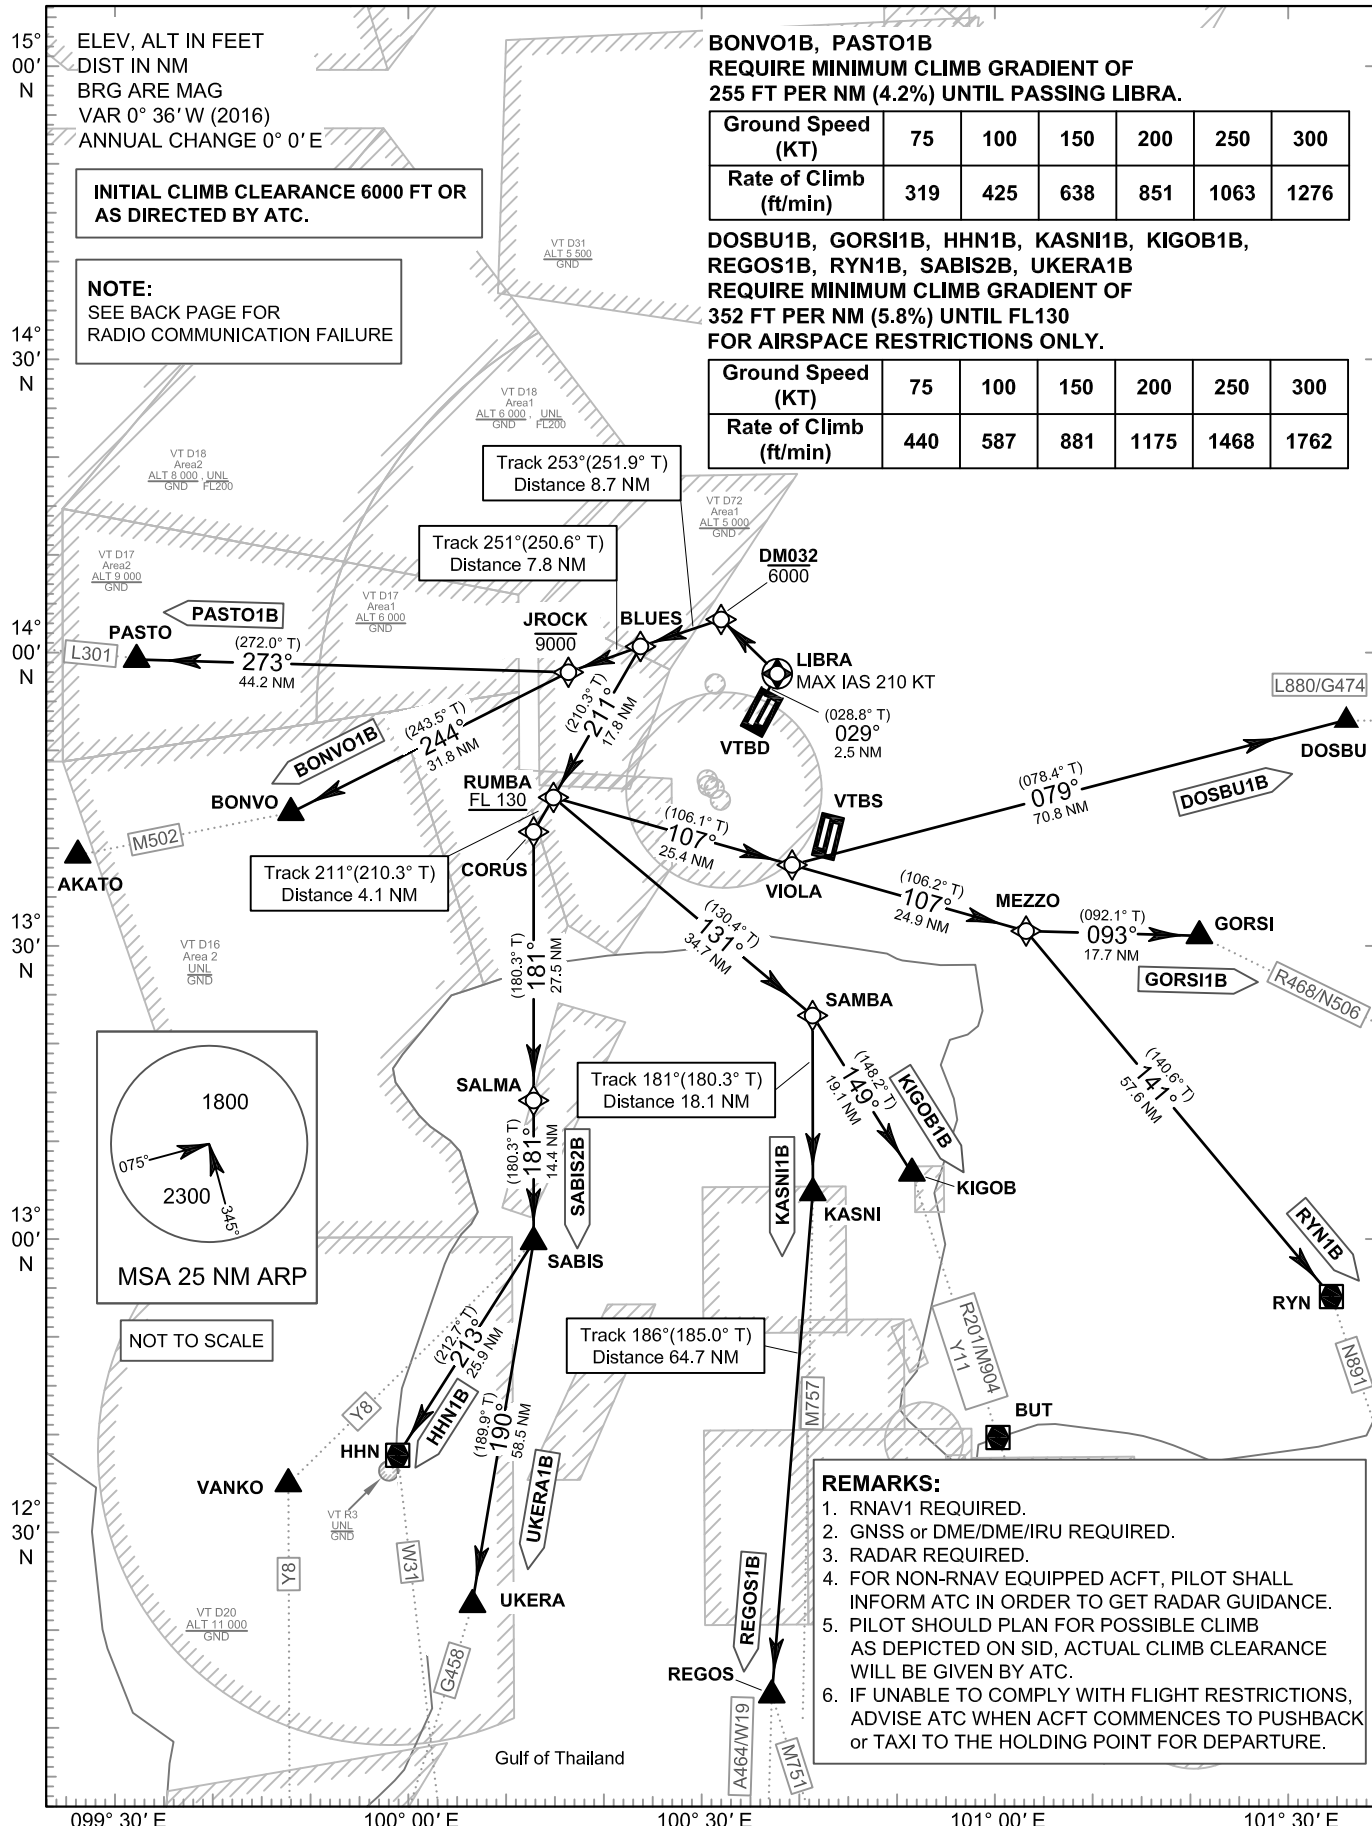 15°
00'
N
ELEV, ALT IN FEET
DIST IN NM
BRG ARE MAG
VAR 0° 36' W (2016)
ANNUAL CHANGE 0° 0' E
INITIAL CLIMB CLEARANCE 6000 FT OR
AS DIRECTED BY ATC.
NOTE:
SEE BACK PAGE FOR
RADIO COMMUNICATION FAILURE
BONVO1B, PASTO1B
REQUIRE MINIMUM CLIMB GRADIENT OF
255 FT PER NM (4.2%) UNTIL PASSING LIBRA.
Ground Speed (KT) 75 100 150 200 250 300
Rate of Climb (ft/min) 319 425 638 851 1063 1276
DOSBU1B, GORSI1B, HHN1B, KASNI1B, KIGOB1B,
REGOS1B, RYN1B, SABIS2B, UKERA1B
REQUIRE MINIMUM CLIMB GRADIENT OF
352 FT PER NM (5.8%) UNTIL FL130
FOR AIRSPACE RESTRICTIONS ONLY.
Ground Speed (KT) 75 100 150 200 250 300
Rate of Climb (ft/min) 440 587 881 1175 1468 1762
VT D31
ALT 5 500
GND
14°
30'
N
VT D18
Area1
ALT 6 000 , UNL
GND FL200
VT D18
Area2
ALT 8 000 , UNL
GND FL200
Track 253°(251.9° T)
Distance 8.7 NM
VT D72
Area1
ALT 5 000
GND
Track 251°(250.6° T)
Distance 7.8 NM
VT D17
Area2
ALT 9 000
GND
VT D17
Area1
ALT 6 000
GND
DM032
6000
PASTO1B
JROCK
9000
BLUES
14°
00'
N
PASTO
L301
(272.0° T)
273°
44.2 NM
LIBRA
MAX IAS 210 KT
(028.8° T)
029°
2.5 NM
VTBD
L880/G474
DOSBU
(210.3° T)
211°
17.8 NM
(243.5° T)
244°
31.8 NM
BONVO1B
BONVO
M502
AKATO
RUMBA
FL 130
VTBS
(078.4° T)
079°
70.8 NM
DOSBU1B
(106.1° T)
107°
25.4 NM
Track 211°(210.3° T)
Distance 4.1 NM
CORUS
VIOLA
(106.2° T)
107°
24.9 NM
MEZZO
(092.1° T)
093°
17.7 NM
GORSI
GORSI1B
R468/N506
13°
30'
N
VT D16
Area 2
UNL
GND
(180.3° T)
181°
27.5 NM
(130.4° T)
131°
34.7 NM
SAMBA
1800
075°
2300
345°
MSA 25 NM ARP
NOT TO SCALE
SALMA
Track 181°(180.3° T)
Distance 18.1 NM
(148.2° T)
149°
19.1 NM
KIGOB1B
(140.6° T)
141°
57.6 NM
(180.3° T)
181°
14.4 NM
SABIS2B
KASNI1B
KIGOB
KASNI
13°
00'
N
SABIS
RYN1B
RYN
(212.7° T)
213°
25.9 NM
Track 186°(185.0° T)
Distance 64.7 NM
R201/M904
Y11
N891
M757
Y8
HHN1B
HHN
(189.9° T)
190°
58.5 NM
BUT
VANKO
VT R3
UNL
GND
12°
30'
N
UKERA1B
Y8
W31
UKERA
VT D20
ALT 11 000
GND
G458
REGOS1B
REGOS
A464/W19
M751
Gulf of Thailand
REMARKS:
1. RNAV1 REQUIRED.
2. GNSS or DME/DME/IRU REQUIRED.
3. RADAR REQUIRED.
4. FOR NON-RNAV EQUIPPED ACFT, PILOT SHALL
INFORM ATC IN ORDER TO GET RADAR GUIDANCE.
5. PILOT SHOULD PLAN FOR POSSIBLE CLIMB
AS DEPICTED ON SID, ACTUAL CLIMB CLEARANCE
WILL BE GIVEN BY ATC.
6. IF UNABLE TO COMPLY WITH FLIGHT RESTRICTIONS,
ADVISE ATC WHEN ACFT COMMENCES TO PUSHBACK
or TAXI TO THE HOLDING POINT FOR DEPARTURE.
099°30' E
100°00' E
100°30' E
101°00' E
101°30' E